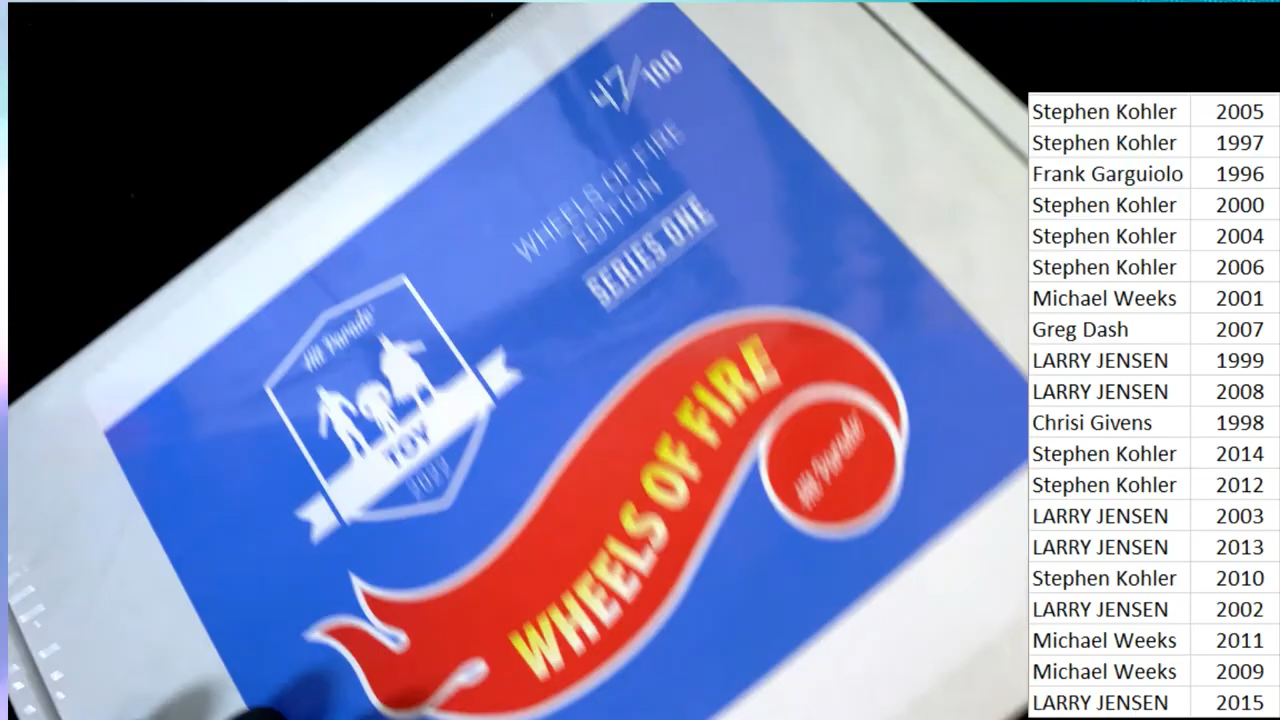 47/100
WHEELS OF FIRE
EDITION
SERIES ONE
Hit Parade
TOY
WHEELS OF FIRE
Hit Parade
Stephen Kohler 2005
Stephen Kohler 1997
Frank Garguiolo 1996
Stephen Kohler 2000
Stephen Kohler 2004
Stephen Kohler 2006
Michael Weeks 2001
Greg Dash 2007
LARRY JENSEN 1999
LARRY JENSEN 2008
Chrisi Givens 1998
Stephen Kohler 2014
Stephen Kohler 2012
LARRY JENSEN 2003
LARRY JENSEN 2013
Stephen Kohler 2010
LARRY JENSEN 2002
Michael Weeks 2011
Michael Weeks 2009
LARRY JENSEN 2015